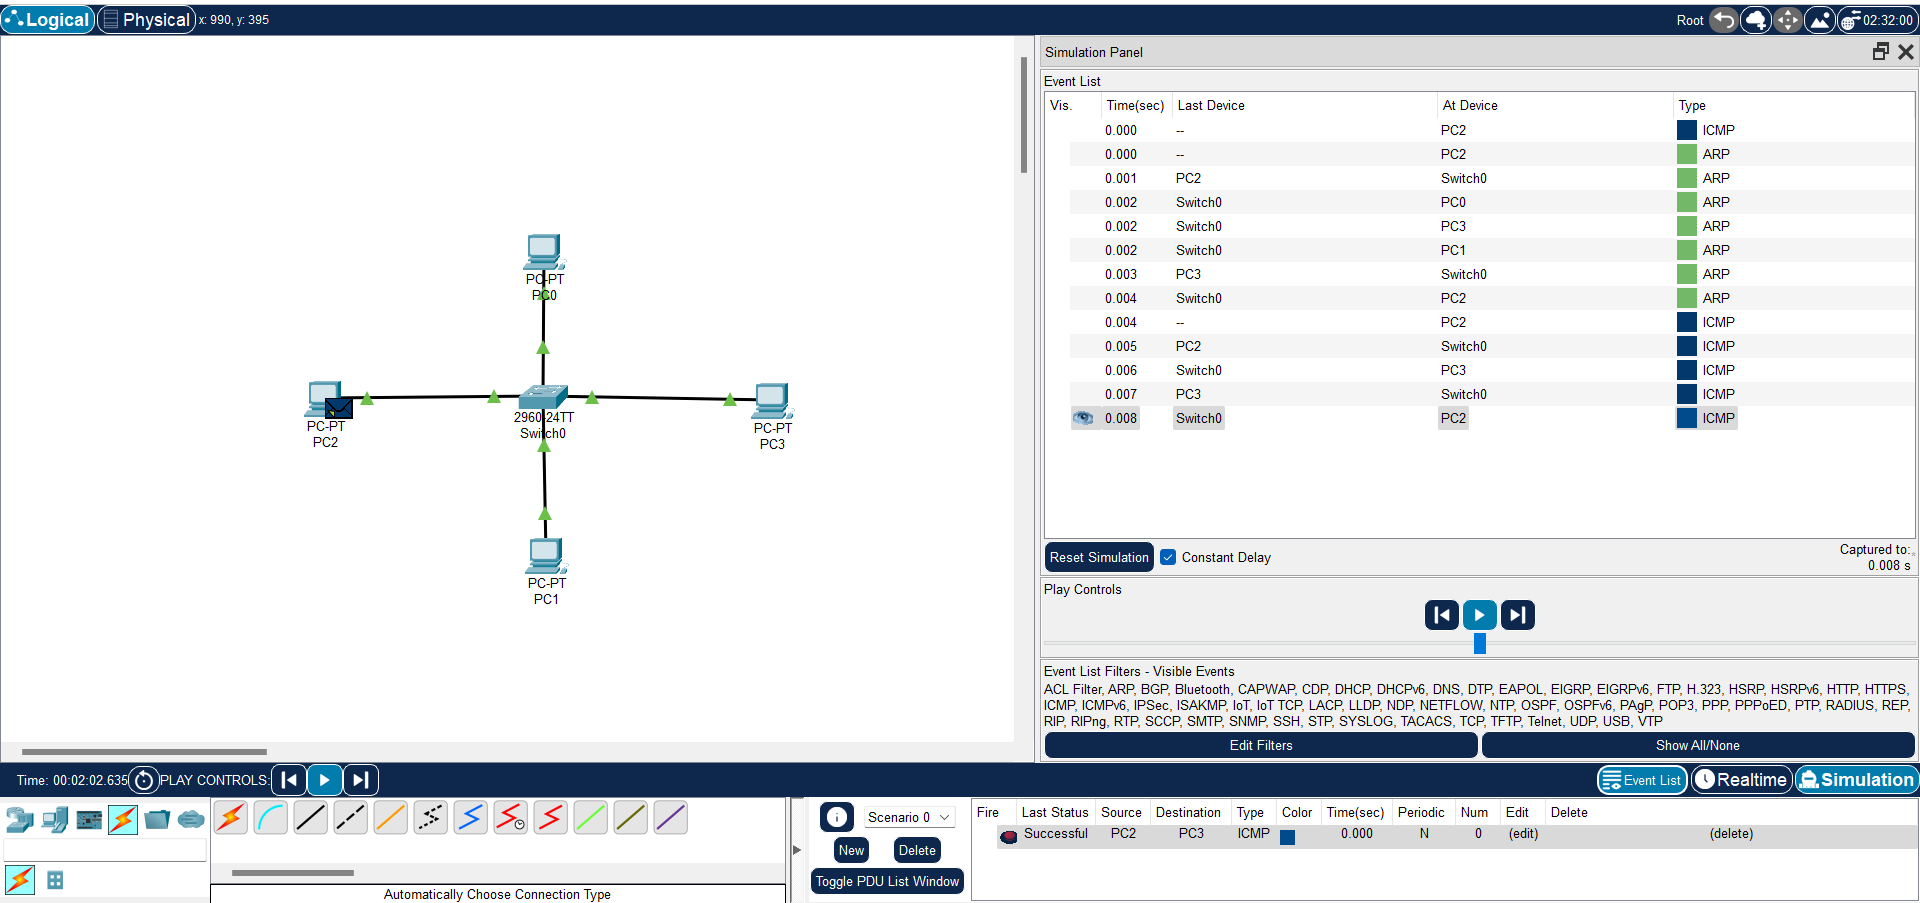 Logical Physical x: 990, y: 395 Root 02:32:00
Simulation Panel
Event List
Vis. Time(sec) Last Device At Device Type
0.000 -- PC2 ICMP
0.000 -- PC2 ARP
0.001 PC2 Switch0 ARP
0.002 Switch0 PC0 ARP
0.002 Switch0 PC3 ARP
0.002 Switch0 PC1 ARP
0.003 PC3 Switch0 ARP
0.004 Switch0 PC2 ARP
0.004 -- PC2 ICMP
0.005 PC2 Switch0 ICMP
0.006 Switch0 PC3 ICMP
0.007 PC3 Switch0 ICMP
0.008 Switch0 PC2 ICMP
PC-PT
PC0
PC-PT
PC2
2960-24TT
Switch0
PC-PT
PC3
PC-PT
PC1
Reset Simulation Constant Delay
Captured to:
0.008 s
Play Controls
Event List Filters - Visible Events
ACL Filter, ARP, BGP, Bluetooth, CAPWAP, CDP, DHCP, DHCPv6, DNS, DTP, EAPOL, EIGRP, EIGRPv6, FTP, H.323, HSRP, HSRPv6, HTTP, HTTPS,
ICMP, ICMPv6, IPSec, ISAKMP, IoT, IoT TCP, LACP, LLDP, NDP, NETFLOW, NTP, OSPF, OSPFv6, PAgP, POP3, PPP, PPPoED, PTP, RADIUS, REP,
RIP, RIPng, RTP, SCCP, SMTP, SNMP, SSH, STP, SYSLOG, TACACS, TCP, TFTP, Telnet, UDP, USB, VTP
Edit Filters Show All/None
Time: 00:02:02.635 PLAY CONTROLS: Event List Realtime Simulation
Scenario 0
New Delete
Toggle PDU List Window
Fire Last Status Source Destination Type Color Time(sec) Periodic Num Edit Delete
Successful PC2 PC3 ICMP 0.000 N 0 (edit) (delete)
Automatically Choose Connection Type